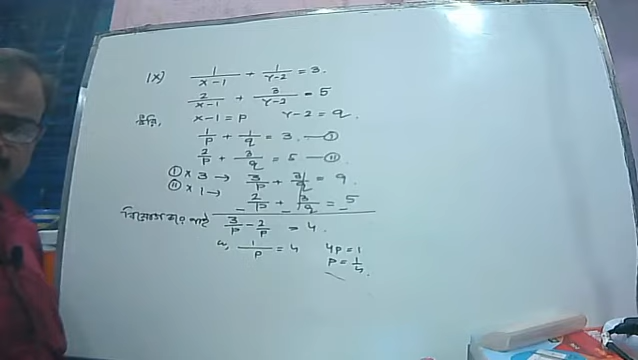 ix) 1/(x-1) + 1/(y-2) = 3.
2/(x-1) + 3/(y-2) = 5
ধরি, x-1 = p y-2 = q.
1/p + 1/q = 3. —(i)
2/p + 3/q = 5 —(ii)
(i) × 3 → 3/p + 3/q = 9.
(ii) × 1 → 2/p + 3/q = 5
3/p - 2/p = 4.
বা, 1/p = 4 4p = 1
p = 1/4.